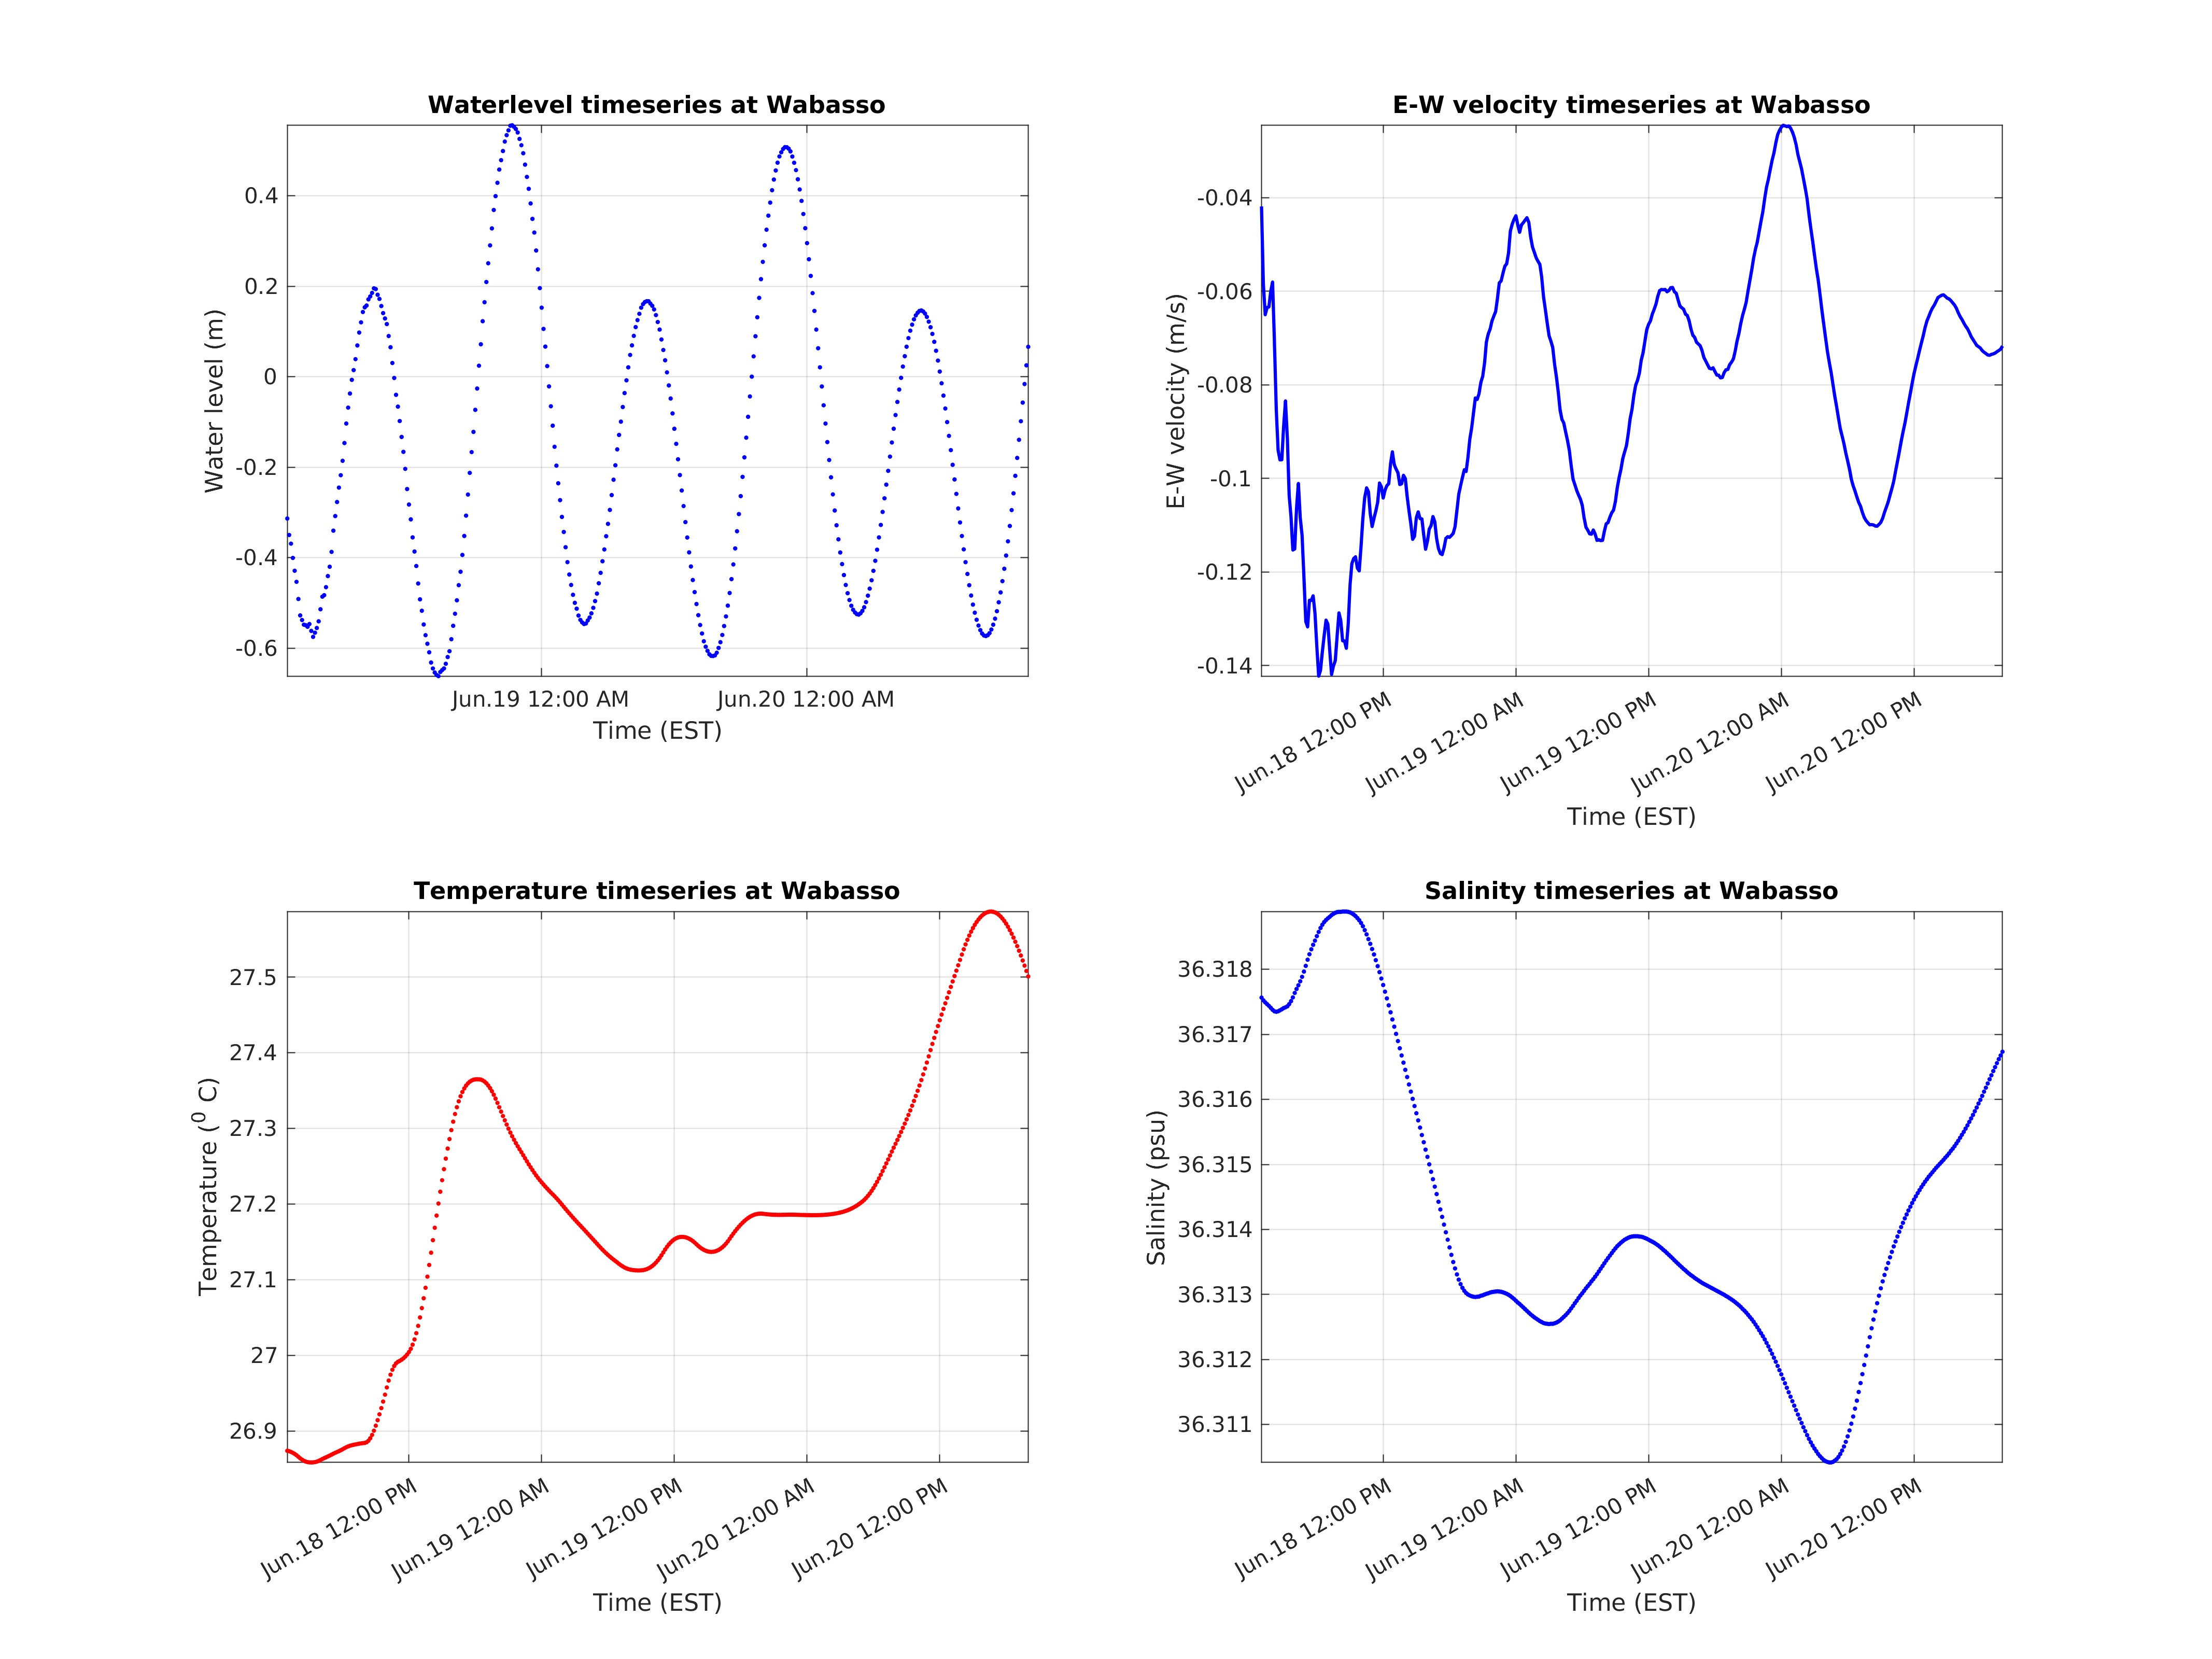 Waterlevel timeseries at Wabasso
0.4
0.2
0
-0.2
-0.4
-0.6
Water level (m)
Jun.19 12:00 AM
Jun.20 12:00 AM
Time (EST)
E-W velocity timeseries at Wabasso
-0.04
-0.06
-0.08
-0.1
-0.12
-0.14
E-W velocity (m/s)
Jun.18 12:00 PM
Jun.19 12:00 AM
Jun.19 12:00 PM
Jun.20 12:00 AM
Jun.20 12:00 PM
Time (EST)
Temperature timeseries at Wabasso
27.5
27.4
27.3
27.2
27.1
27
26.9
Temperature (⁰ C)
Jun.18 12:00 PM
Jun.19 12:00 AM
Jun.19 12:00 PM
Jun.20 12:00 AM
Jun.20 12:00 PM
Time (EST)
Salinity timeseries at Wabasso
36.318
36.317
36.316
36.315
36.314
36.313
36.312
36.311
Salinity (psu)
Jun.18 12:00 PM
Jun.19 12:00 AM
Jun.19 12:00 PM
Jun.20 12:00 AM
Jun.20 12:00 PM
Time (EST)